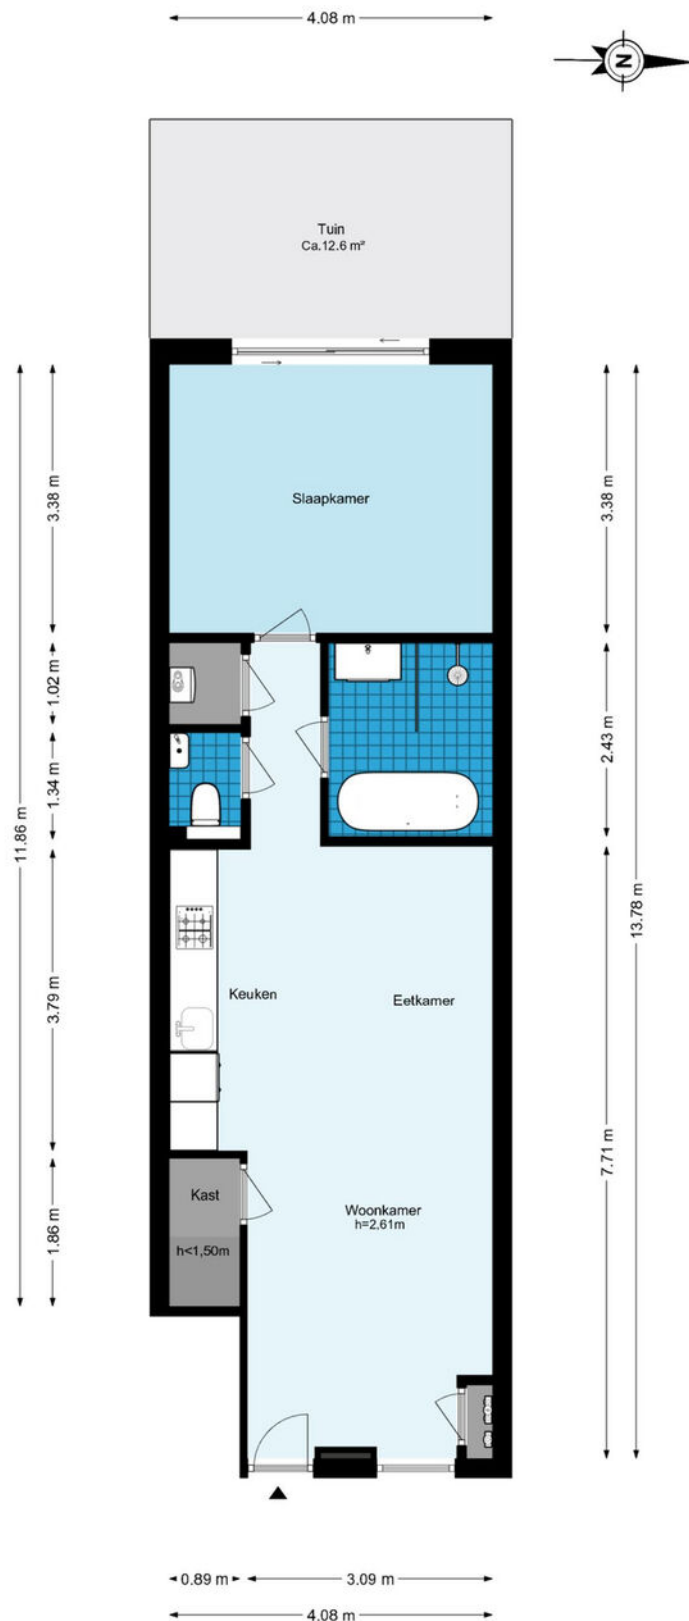 4.08 m
N
Tuin
Ca.12.6 m²
3.38 m
3.38 m
Slaapkamer
1.02 m
2.43 m
1.34 m
11.86 m
13.78 m
3.79 m
Keuken
Eetkamer
7.71 m
1.86 m
Kast
Woonkamer
h=2.61m
h<1,50m
0.89 m
3.09 m
4.08 m